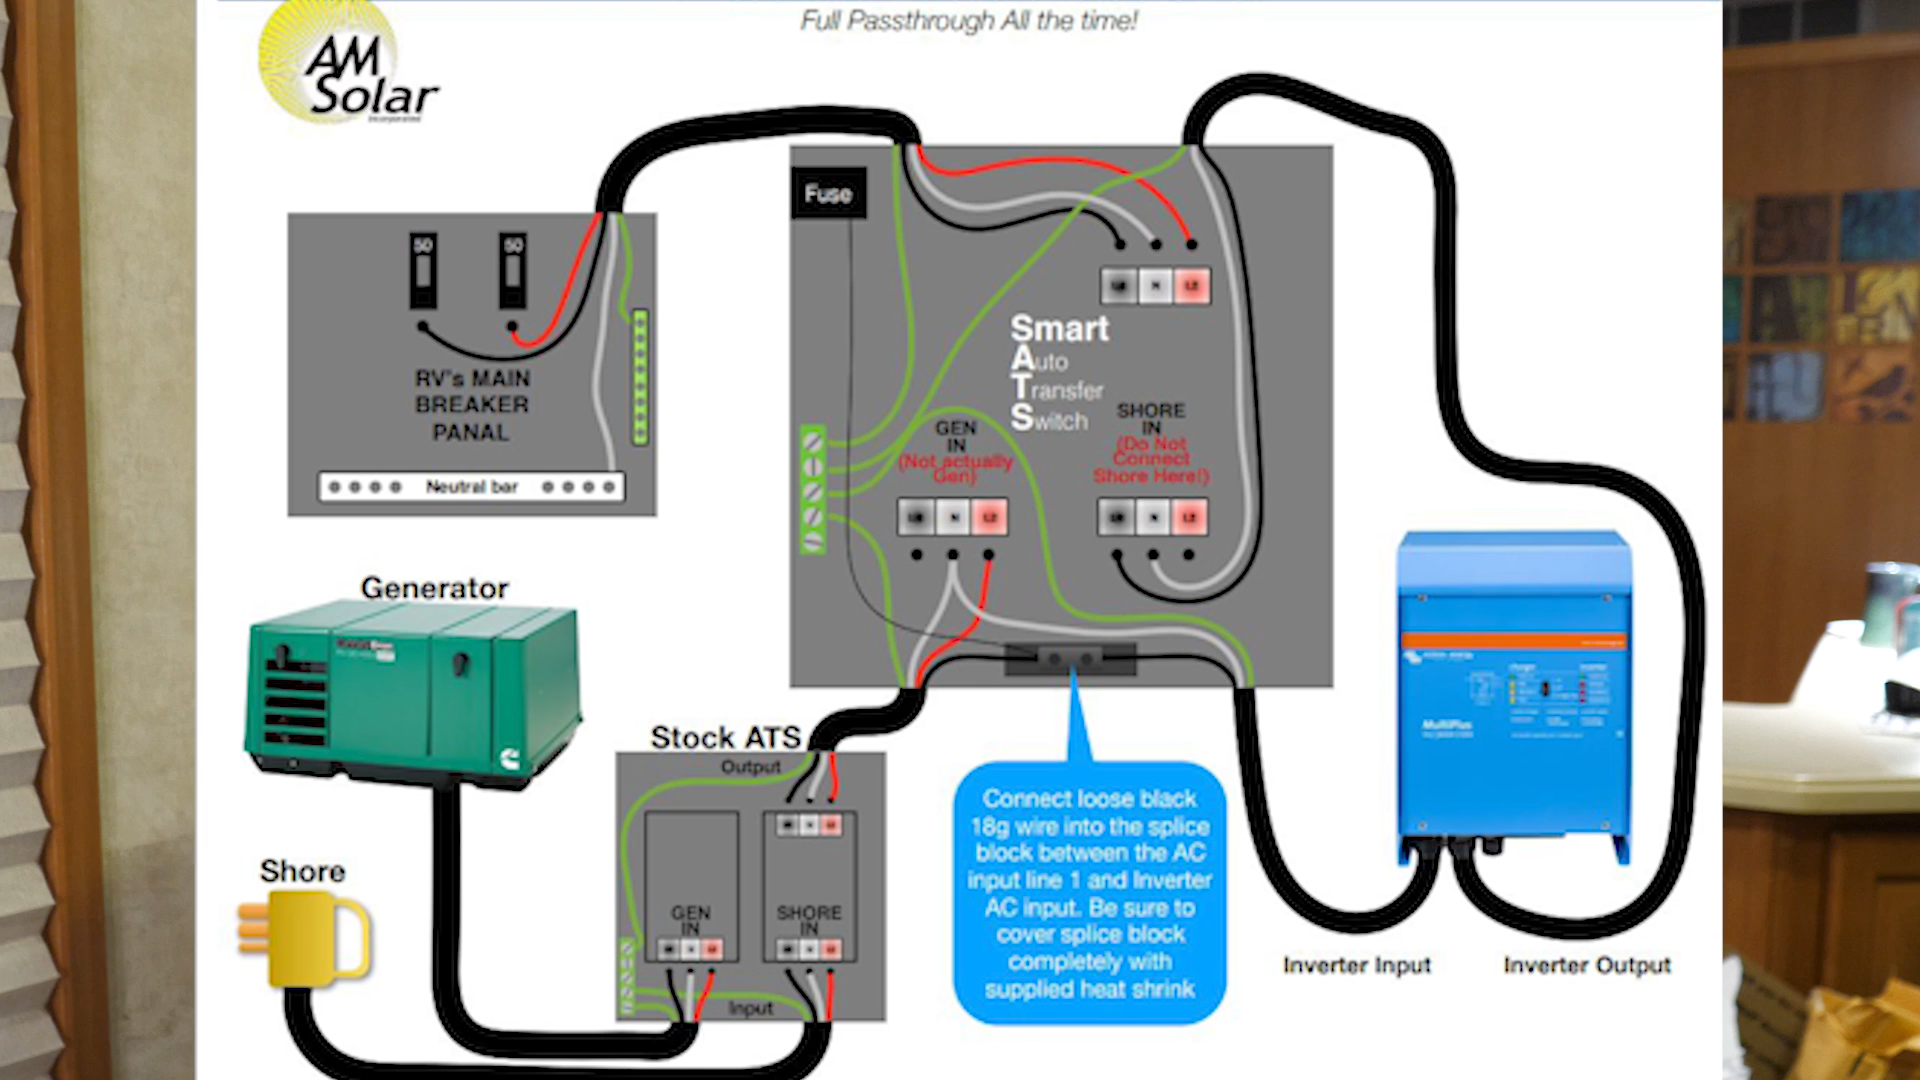 Full Passthrough All the time!
AM
Solar
Incorporated
Fuse
50
50
RV's MAIN
BREAKER
PANAL
Neutral bar
N
L2
Smart
Auto
Transfer
Switch
GEN
IN
(Not actually
Gen)
SHORE
IN
(Do Not
Connect
Shore Here!)
N
L2
N
L2
Generator
Stock ATS
Output
GEN
IN
SHORE
IN
Input
Shore
Connect loose black
18g wire into the splice
block between the AC
input line 1 and Inverter
AC input. Be sure to
cover splice block
completely with
supplied heat shrink
MultiPlus
Inverter Input
Inverter Output